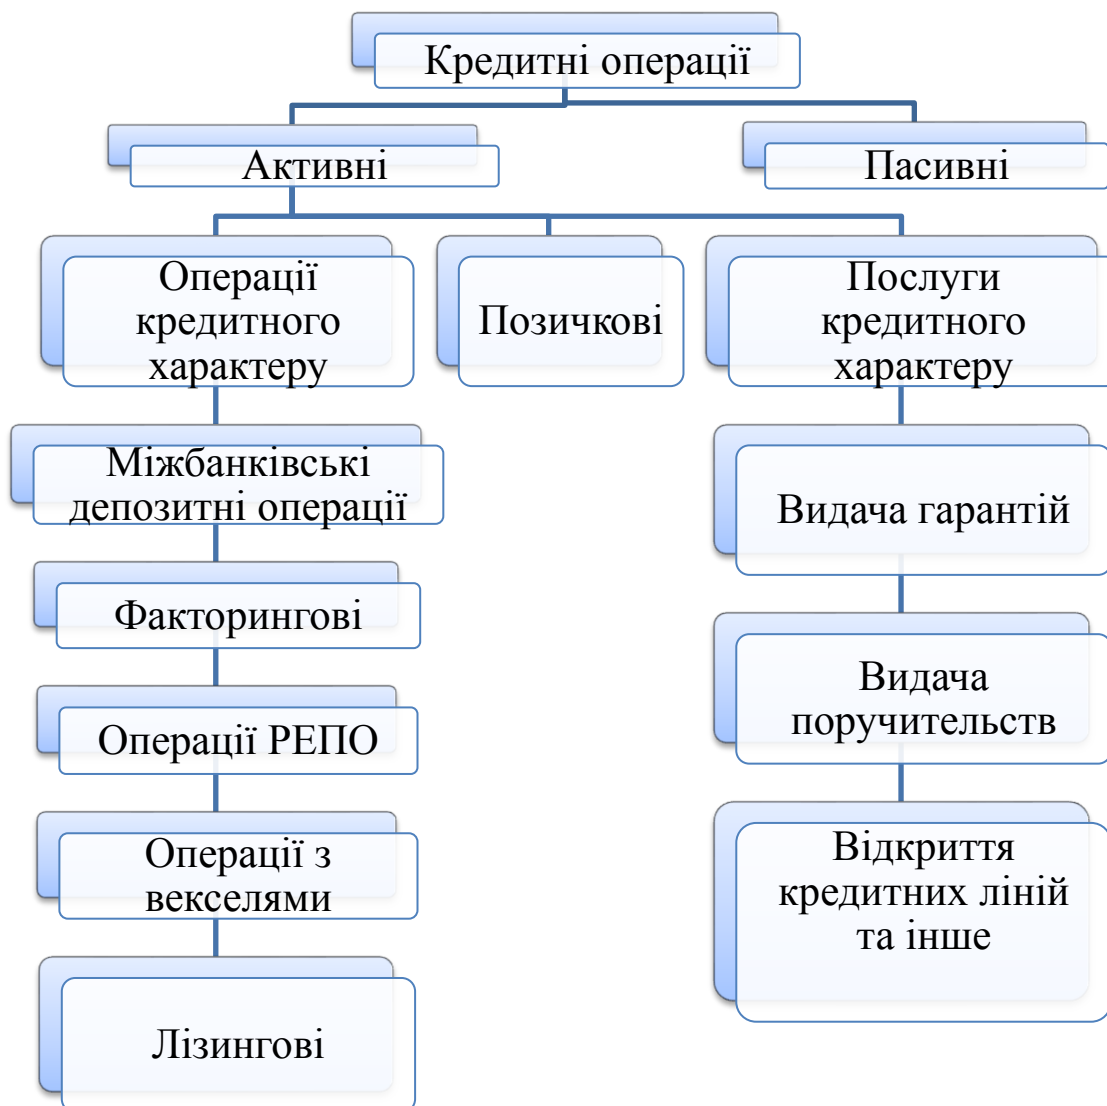 Кредитні операції
Активні
Пасивні
Операції
кредитного
характеру
Позичкові
Послуги
кредитного
характеру
Міжбанківські
депозитні операції
Факторингові
Операції РЕПО
Операції з
векселями
Лізингові
Видача гарантій
Видача
поручительств
Відкриття
кредитних ліній
та інше